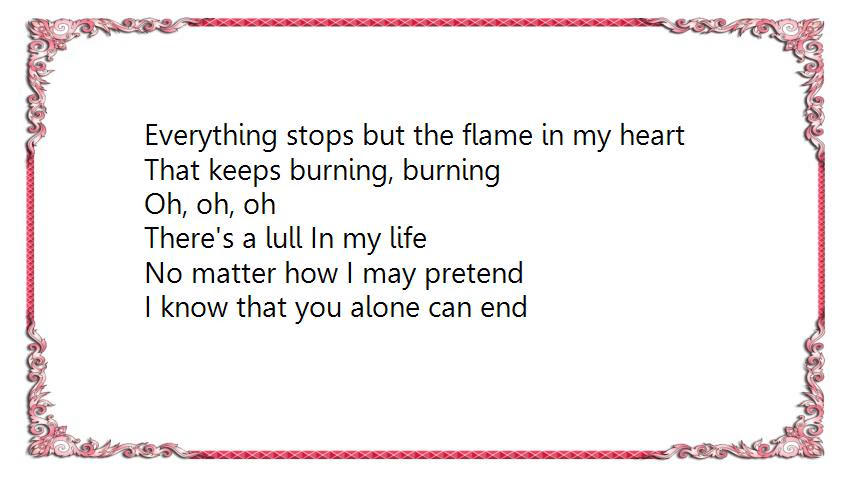 Everything stops but the flame in my heart
That keeps burning, burning
Oh, oh, oh
There's a lull In my life
No matter how I may pretend
I know that you alone can end